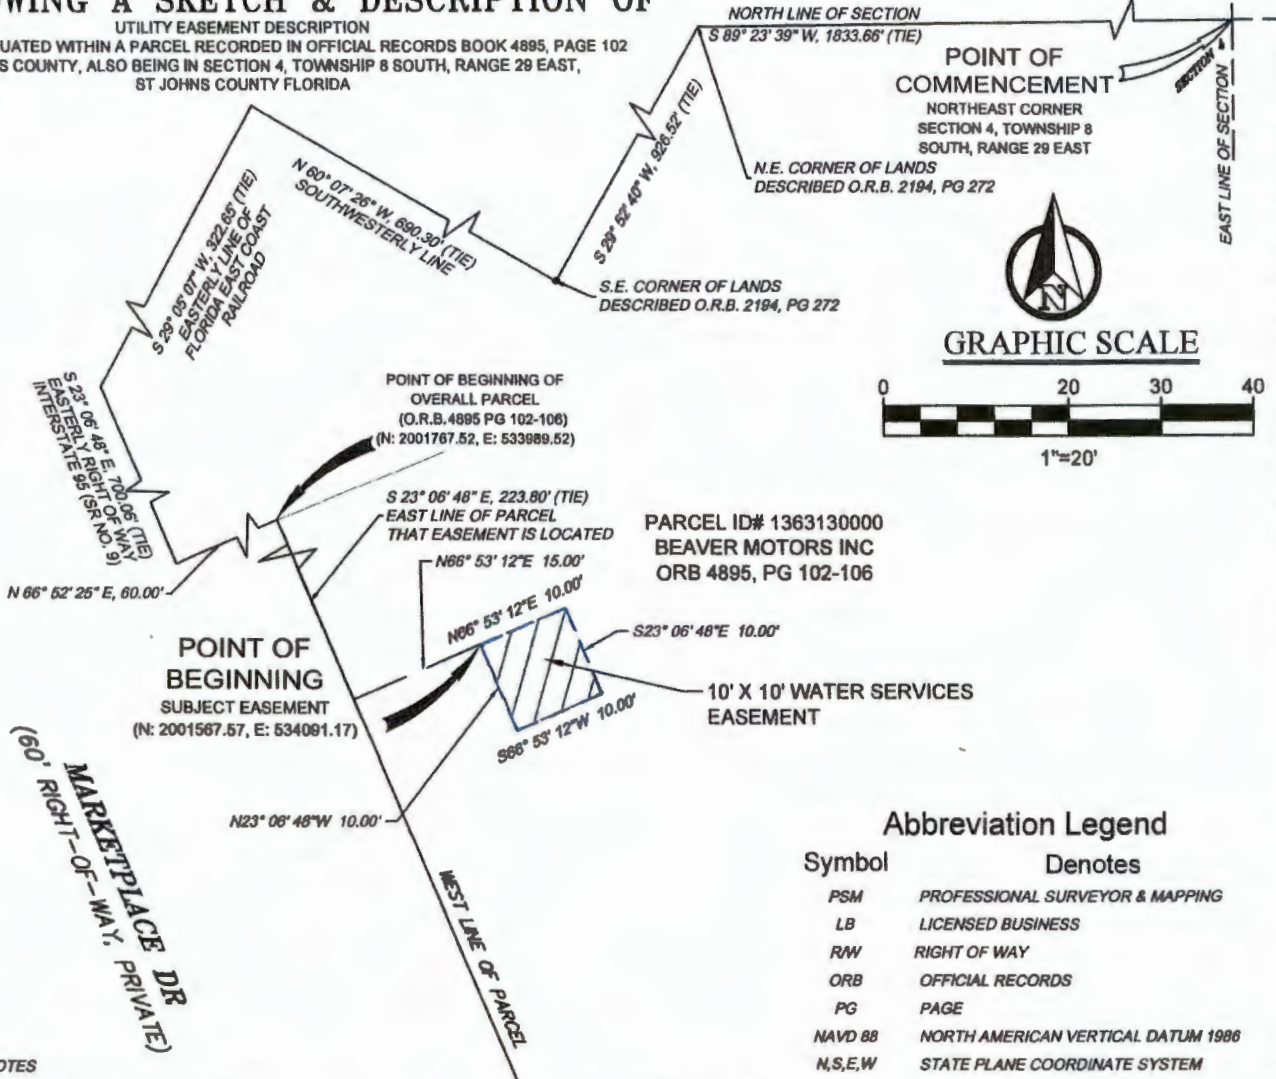 OWING A SKETCH & DESCRIPTION OF
UTILITY EASEMENT DESCRIPTION
UATED WITHIN A PARCEL RECORDED IN OFFICIAL RECORDS BOOK 4895, PAGE 102
S COUNTY, ALSO BEING IN SECTION 4, TOWNSHIP 8 SOUTH, RANGE 29 EAST,
ST JOHNS COUNTY FLORIDA
NORTH LINE OF SECTION
S 89° 23' 39" W, 1833.66' (TIE)
POINT OF
COMMENCEMENT
NORTHEAST CORNER
SECTION 4, TOWNSHIP 8
SOUTH, RANGE 29 EAST
SECTION 4
EAST LINE OF SECTION
N.E. CORNER OF LANDS
DESCRIBED O.R.B. 2194, PG 272
S 29° 52' 40" W, 926.52' (TIE)
N 60° 07' 26" W, 690.30' (TIE)
SOUTHWESTERLY LINE
S.E. CORNER OF LANDS
DESCRIBED O.R.B. 2194, PG 272
S 29° 05' 07" W, 322.65' (TIE)
EASTERLY LINE OF
FLORIDA EAST COAST
RAILROAD
N
GRAPHIC SCALE
0 20 30 40
1"=20'
S 23° 06' 48" E, 700.06' (TIE)
EASTERLY RIGHT OF WAY
INTERSTATE 95 (SR NO. 9)
POINT OF BEGINNING OF
OVERALL PARCEL
(O.R.B.4895 PG 102-106)
(N: 2001767.52, E: 533989.52)
S 23° 06' 48" E, 223.80' (TIE)
EAST LINE OF PARCEL
THAT EASEMENT IS LOCATED
PARCEL ID# 1363130000
BEAVER MOTORS INC
ORB 4895, PG 102-106
N66° 53' 12"E 15.00'
N 66° 52' 25" E, 60.00'
N66° 53' 12"E 10.00'
S23° 06' 48"E 10.00'
POINT OF
BEGINNING
SUBJECT EASEMENT
(N: 2001567.57, E: 534091.17)
10' X 10' WATER SERVICES
EASEMENT
S66° 53' 12"W 10.00'
N23° 06' 48"W 10.00'
MARKETPLACE DR
(60' RIGHT-OF-WAY, PRIVATE)
WEST LINE OF PARCEL
Abbreviation Legend
Symbol Denotes
PSM PROFESSIONAL SURVEYOR & MAPPING
LB LICENSED BUSINESS
R/W RIGHT OF WAY
ORB OFFICIAL RECORDS
PG PAGE
NAVD 88 NORTH AMERICAN VERTICAL DATUM 1986
N,S,E,W STATE PLANE COORDINATE SYSTEM
OTES